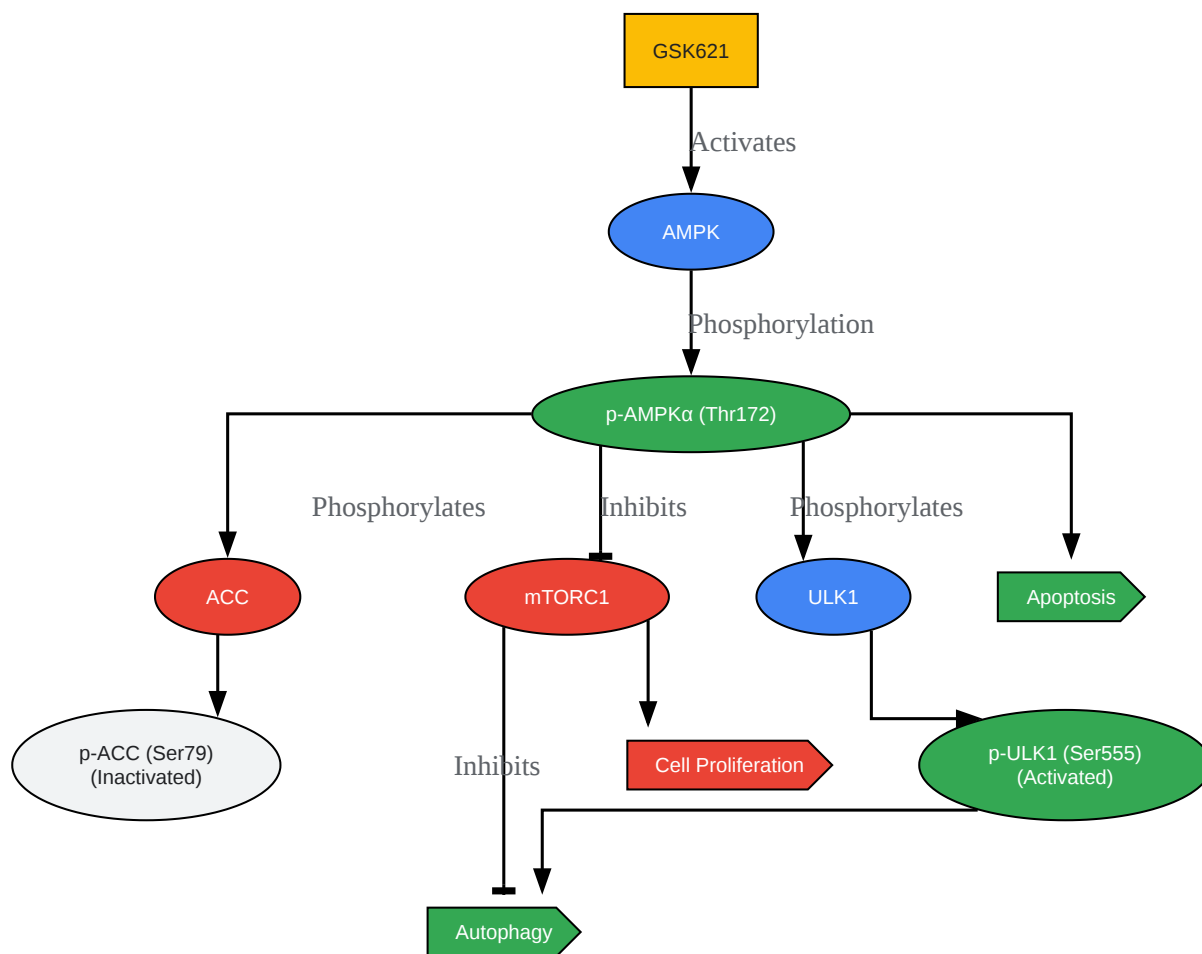 GSK621
Activates
AMPK
Phosphorylation
p-AMPKα (Thr172)
Phosphorylates
Inhibits
Phosphorylates
ACC
mTORC1
ULK1
Apoptosis
p-ACC (Ser79)
(Inactivated)
Inhibits
Cell Proliferation
p-ULK1 (Ser555)
(Activated)
Autophagy